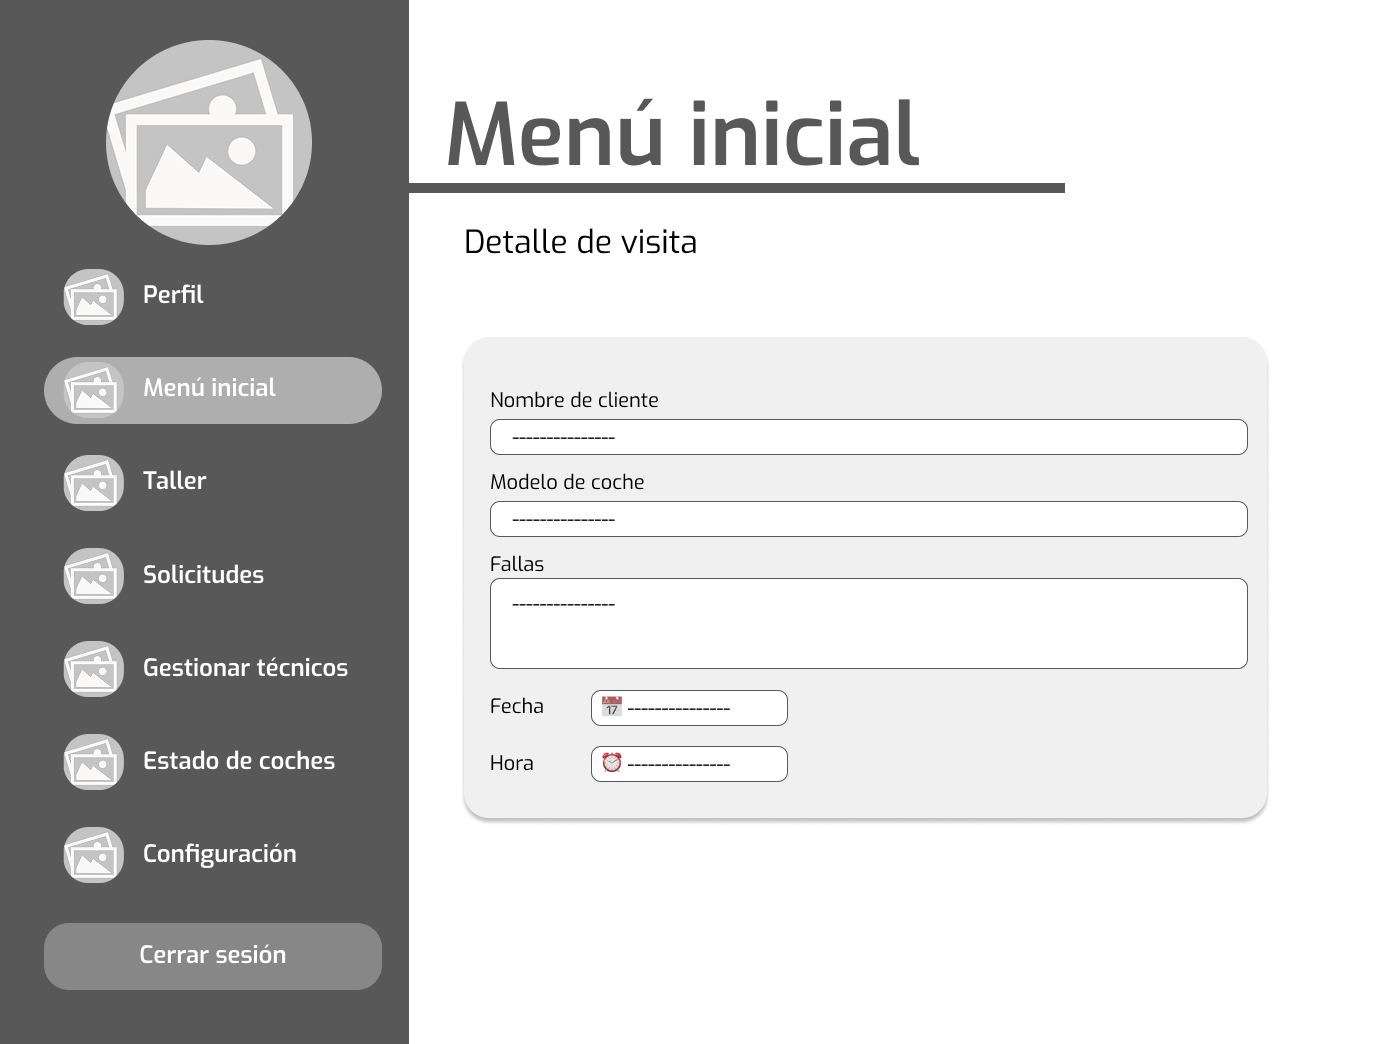 Menú inicial
Detalle de visita
Perfil
Menú inicial
Taller
Solicitudes
Gestionar técnicos
Estado de coches
Configuración
Cerrar sesión
Nombre de cliente
---------------
Modelo de coche
---------------
Fallas
---------------
Fecha
17 ---------------
Hora
---------------